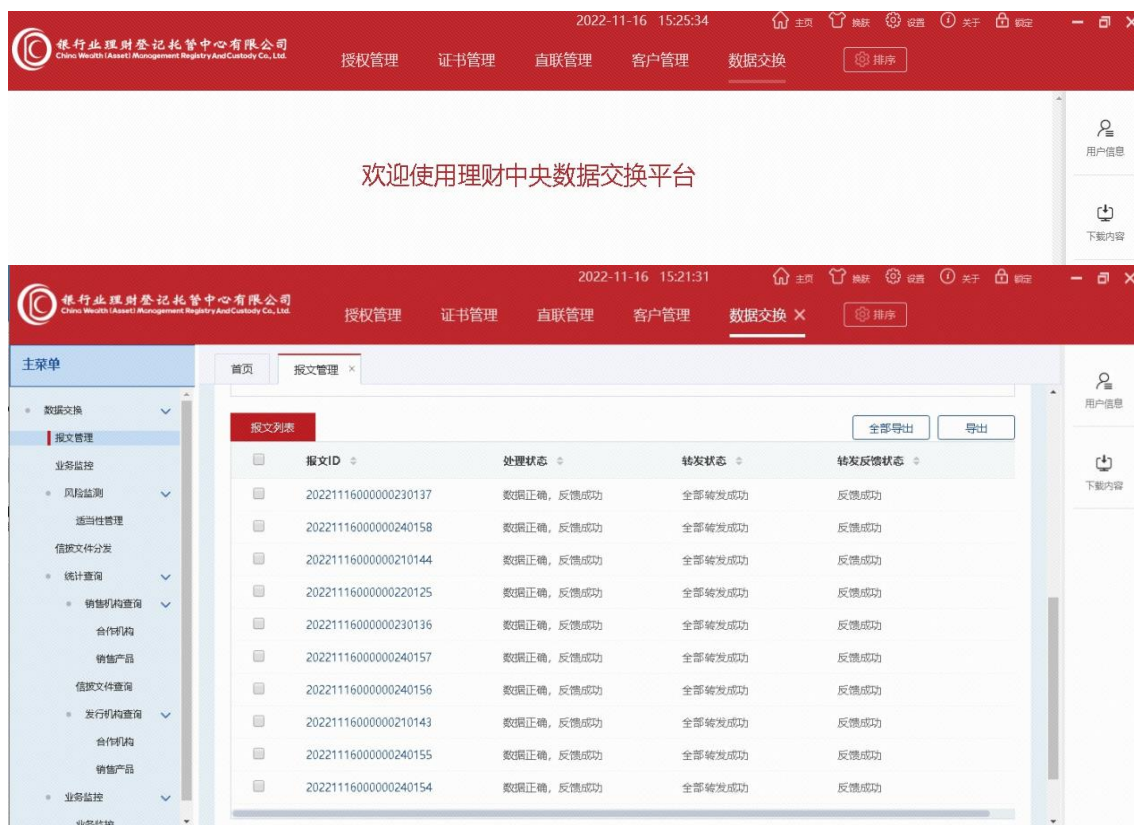 2022-11-16 15:25:34 主页 换肤 设置 关于 锁定
银行业理财登记托管中心有限公司
China Wealth (Asset) Management Registry And Custody Co., Ltd.
授权管理 证书管理 直联管理 客户管理 数据交换 排序
用户信息
欢迎使用理财中央数据交换平台
下载内容
2022-11-16 15:21:31 主页 换肤 设置 关于 锁定
银行业理财登记托管中心有限公司
China Wealth (Asset) Management Registry And Custody Co., Ltd.
授权管理 证书管理 直联管理 客户管理 数据交换 × 排序
主菜单
首页 报文管理 ×
用户信息
下载内容
数据交换
报文管理
业务监控
风险监测
适当性管理
信披文件分发
统计查询
销售机构查询
合作机构
销售产品
信披文件查询
发行机构查询
合作机构
销售产品
业务监控
业务监控
报文列表 全部导出 导出
报文ID 处理状态 转发状态 转发反馈状态
20221116000000230137 数据正确，反馈成功 全部转发成功 反馈成功
20221116000000240158 数据正确，反馈成功 全部转发成功 反馈成功
20221116000000210144 数据正确，反馈成功 全部转发成功 反馈成功
20221116000000220125 数据正确，反馈成功 全部转发成功 反馈成功
20221116000000230136 数据正确，反馈成功 全部转发成功 反馈成功
20221116000000240157 数据正确，反馈成功 全部转发成功 反馈成功
20221116000000240156 数据正确，反馈成功 全部转发成功 反馈成功
20221116000000210143 数据正确，反馈成功 全部转发成功 反馈成功
20221116000000240155 数据正确，反馈成功 全部转发成功 反馈成功
20221116000000240154 数据正确，反馈成功 全部转发成功 反馈成功